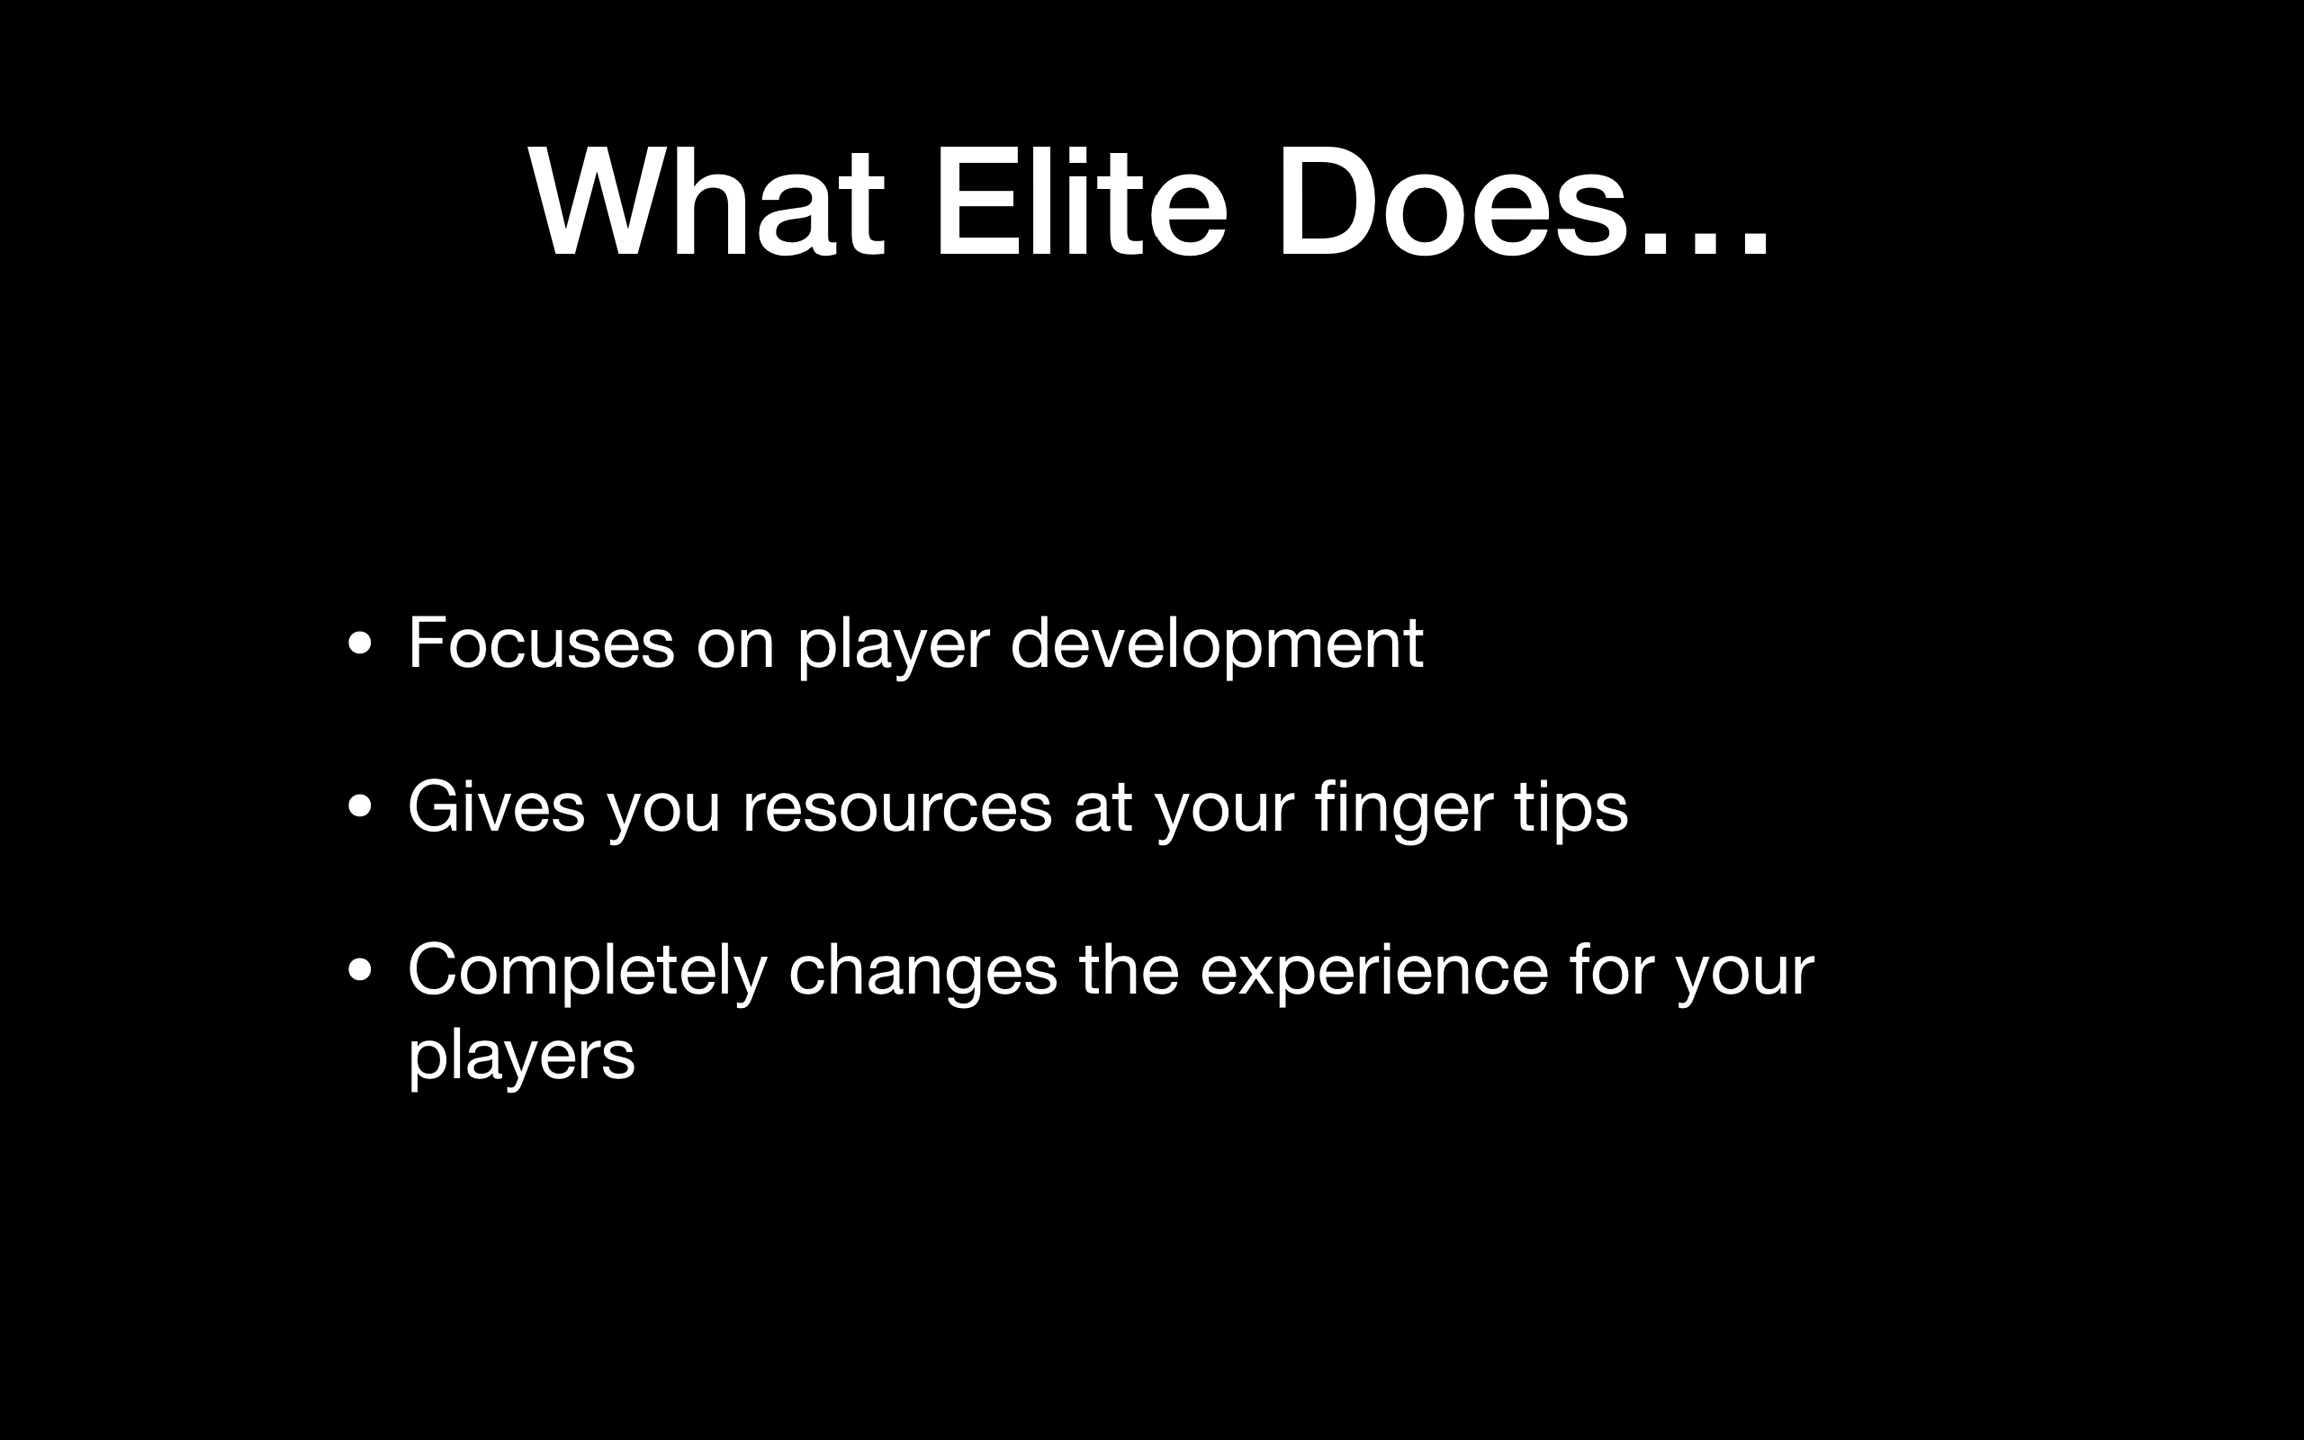 What Elite Does...
• Focuses on player development
• Gives you resources at your finger tips
• Completely changes the experience for your
players